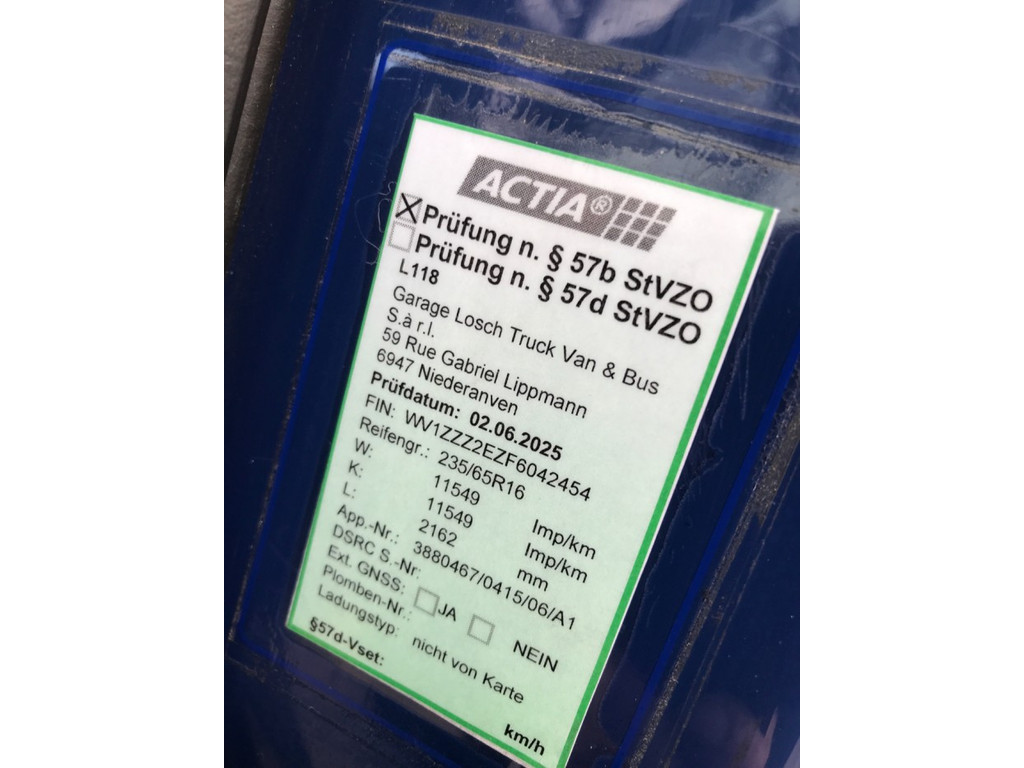 ACTIA®
Prüfung n. § 57b StVZO
Prüfung n. § 57d StVZO
L118
Garage Losch Truck Van & Bus
S.à r.l.
59 Rue Gabriel Lippmann
6947 Niederanven
Prüfdatum: 02.06.2025
FIN: WV1ZZZ2EZF6042454
Reifengr.: 235/65R16
W: 11549 Imp/km
K: 11549 Imp/km
L: 2162 mm
App.-Nr.: 3880467/0415/06/A1
DSRC S.-Nr:
Ext. GNSS: JA NEIN
Plomben-Nr.:
Ladungstyp: nicht von Karte
§57d-Vset: km/h